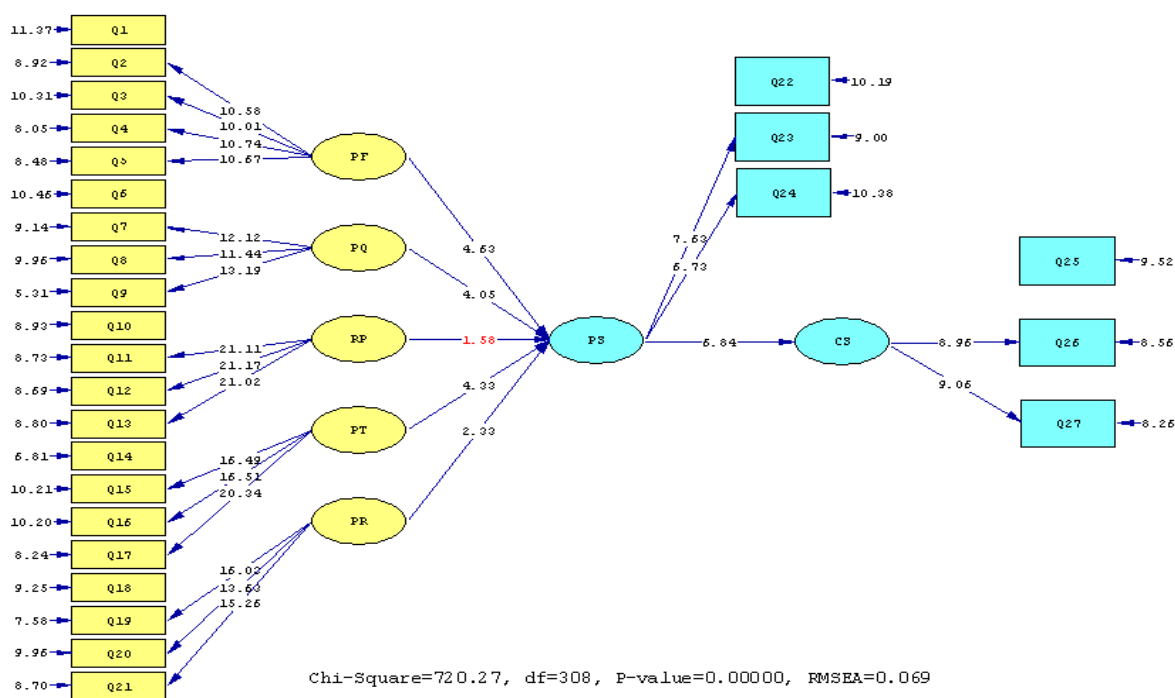 11.37 Q1
8.92 Q2
10.31 Q3
8.05 Q4
8.48 Q5
10.46 Q6
9.14 Q7
9.96 Q8
5.31 Q9
8.93 Q10
8.73 Q11
8.69 Q12
8.80 Q13
6.81 Q14
10.21 Q15
10.20 Q16
8.24 Q17
9.25 Q18
7.58 Q19
9.96 Q20
8.70 Q21
10.58
10.01
10.74
10.67
12.12
11.44
13.19
21.11
21.17
21.02
16.49
16.51
20.34
16.03
13.63
15.26
PF
PQ
RP
PT
PR
4.63
4.05
1.58
4.33
2.33
PS
Q22 10.19
Q23 9.00
Q24 10.38
7.63
6.73
6.84
CS
8.96
9.06
Q25 9.52
Q26 8.56
Q27 8.26
Chi-Square=720.27, df=308, P-value=0.00000, RMSEA=0.069